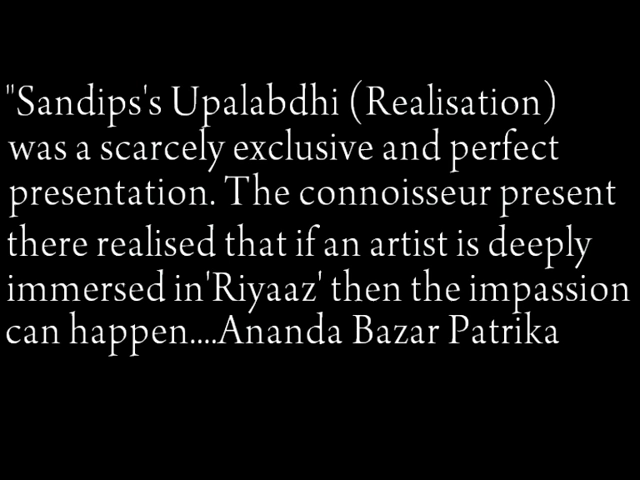 "Sandips's Upalabdhi (Realisation)
was a scarcely exclusive and perfect
presentation. The connoisseur present
there realised that if an artist is deeply
immersed in'Riyaaz' then the impassion
can happen....Ananda Bazar Patrika